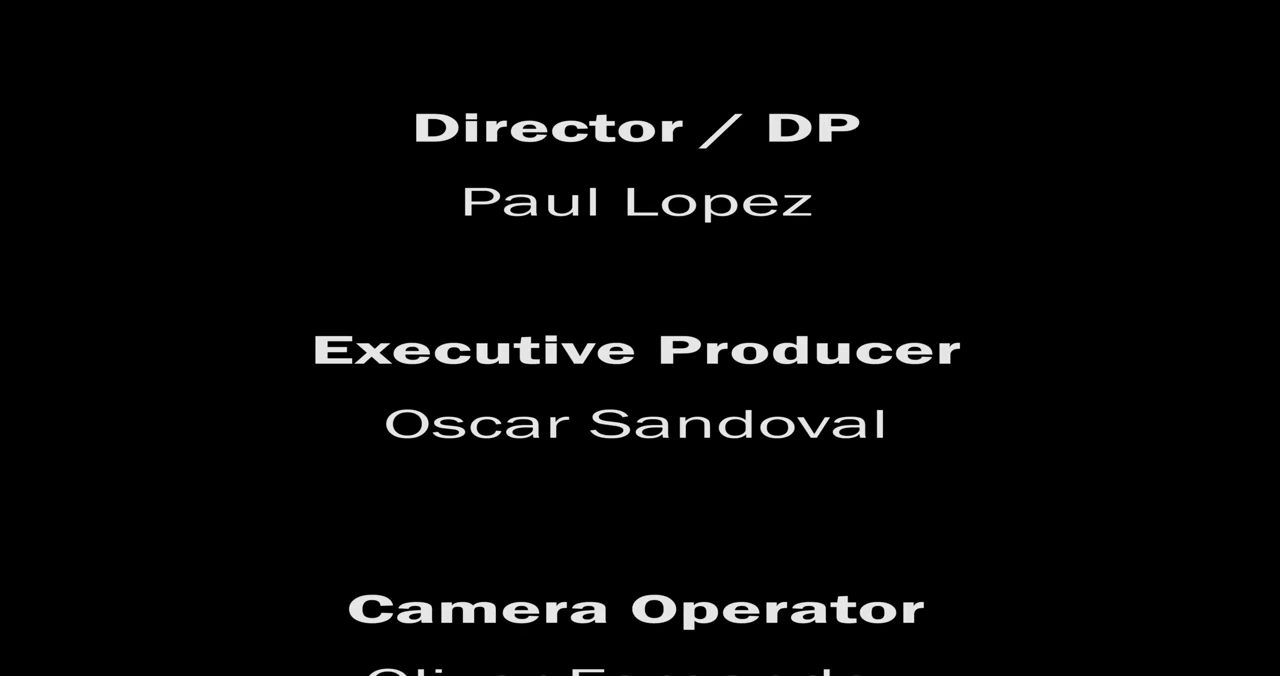 Director / DP
Paul Lopez
Executive Producer
Oscar Sandoval
Camera Operator